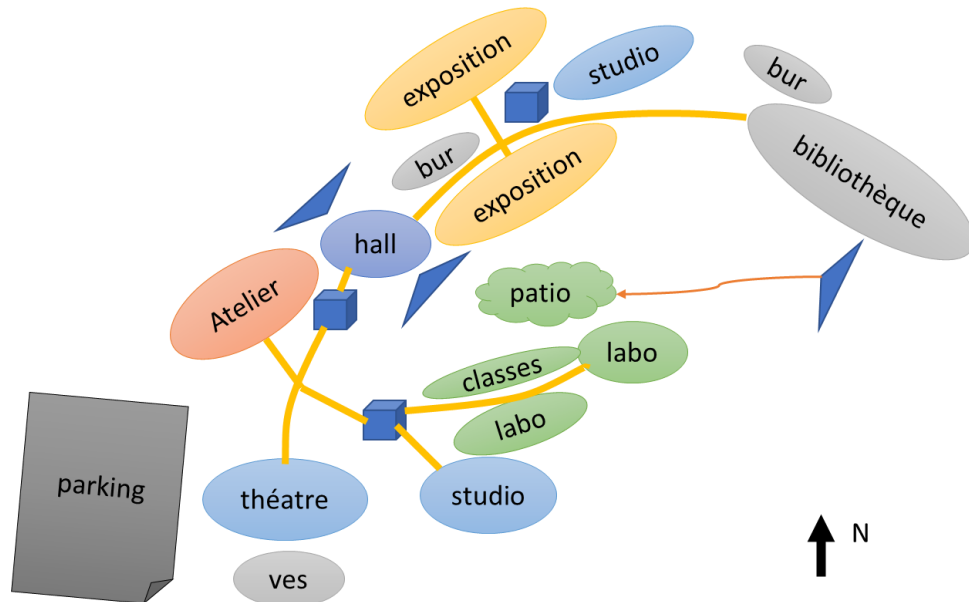 exposition
studio
bur
bur
bibliothèque
exposition
hall
Atelier
patio
classes
labo
labo
parking
théatre
studio
N
ves